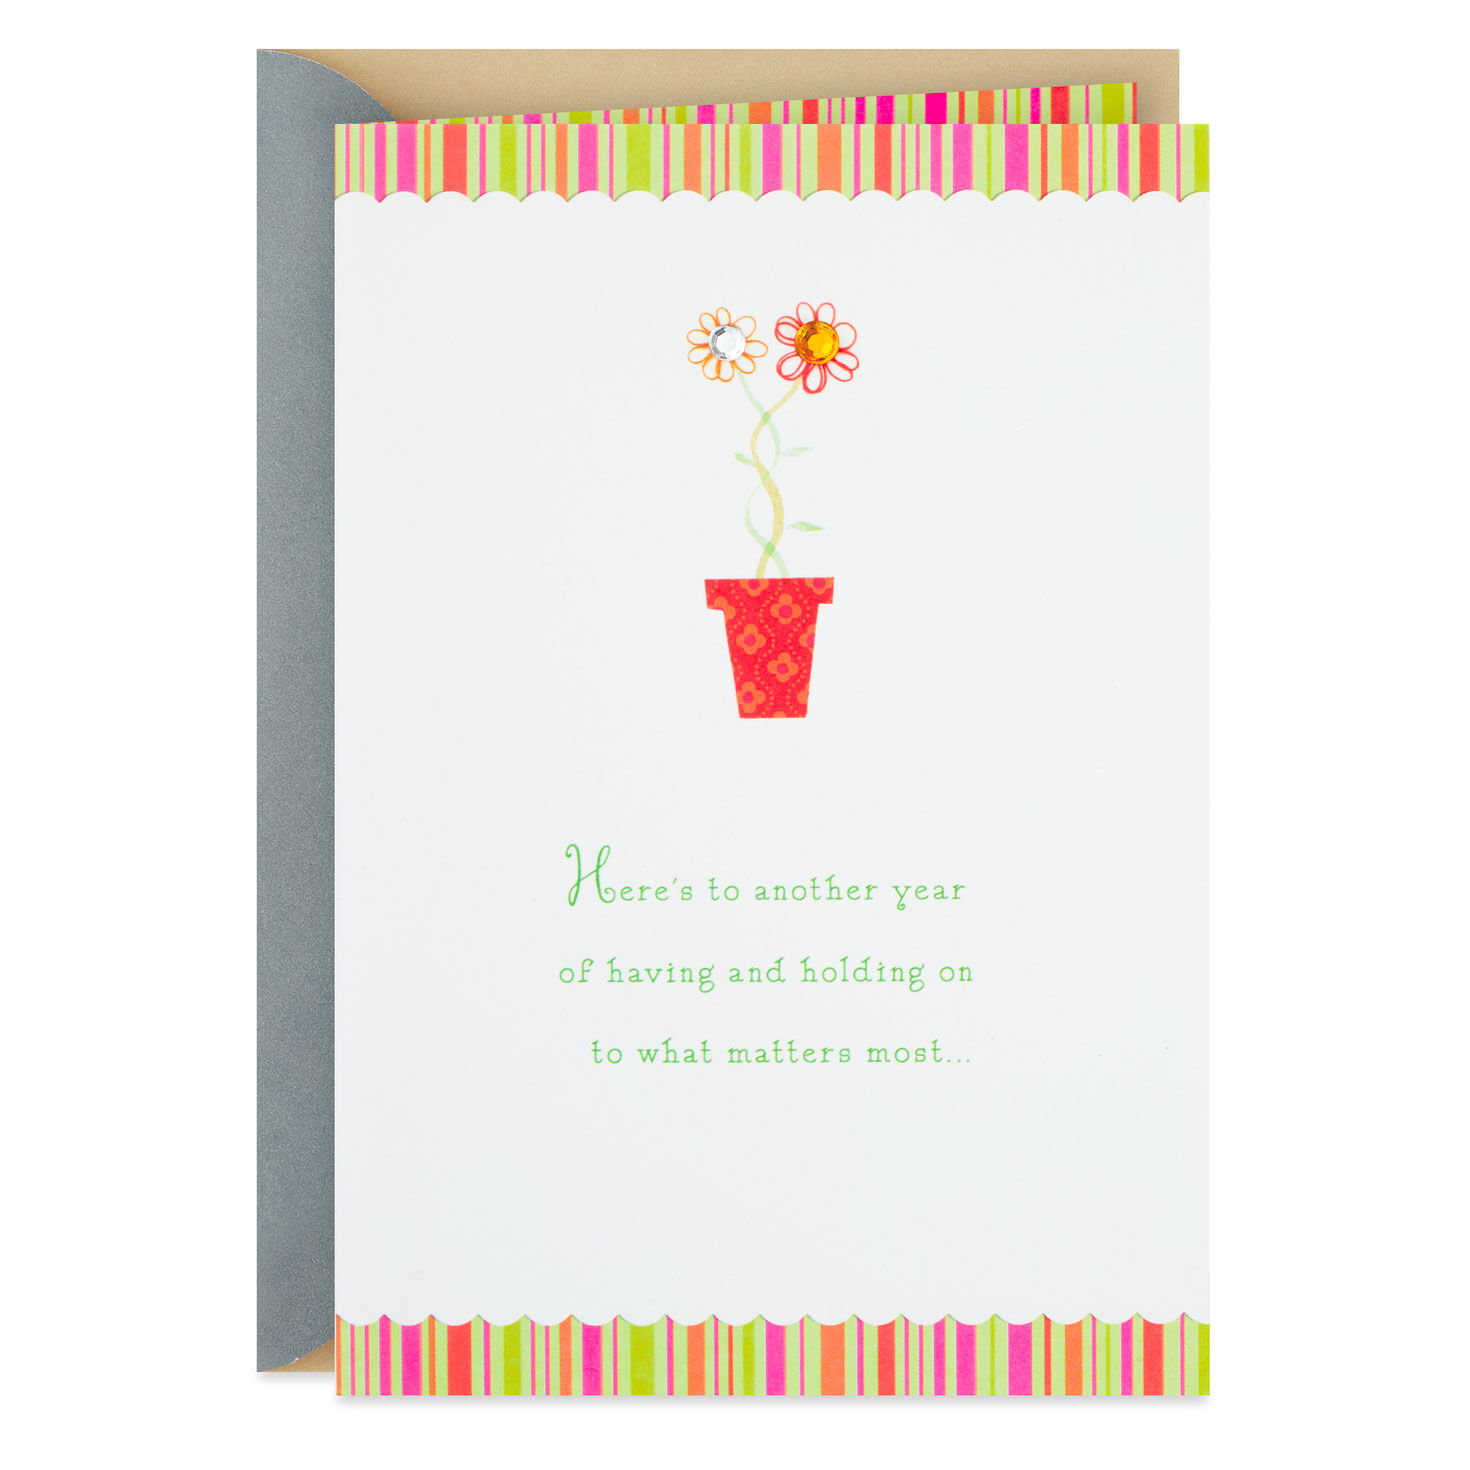 Here's to another year
of having and holding on
to what matters most...